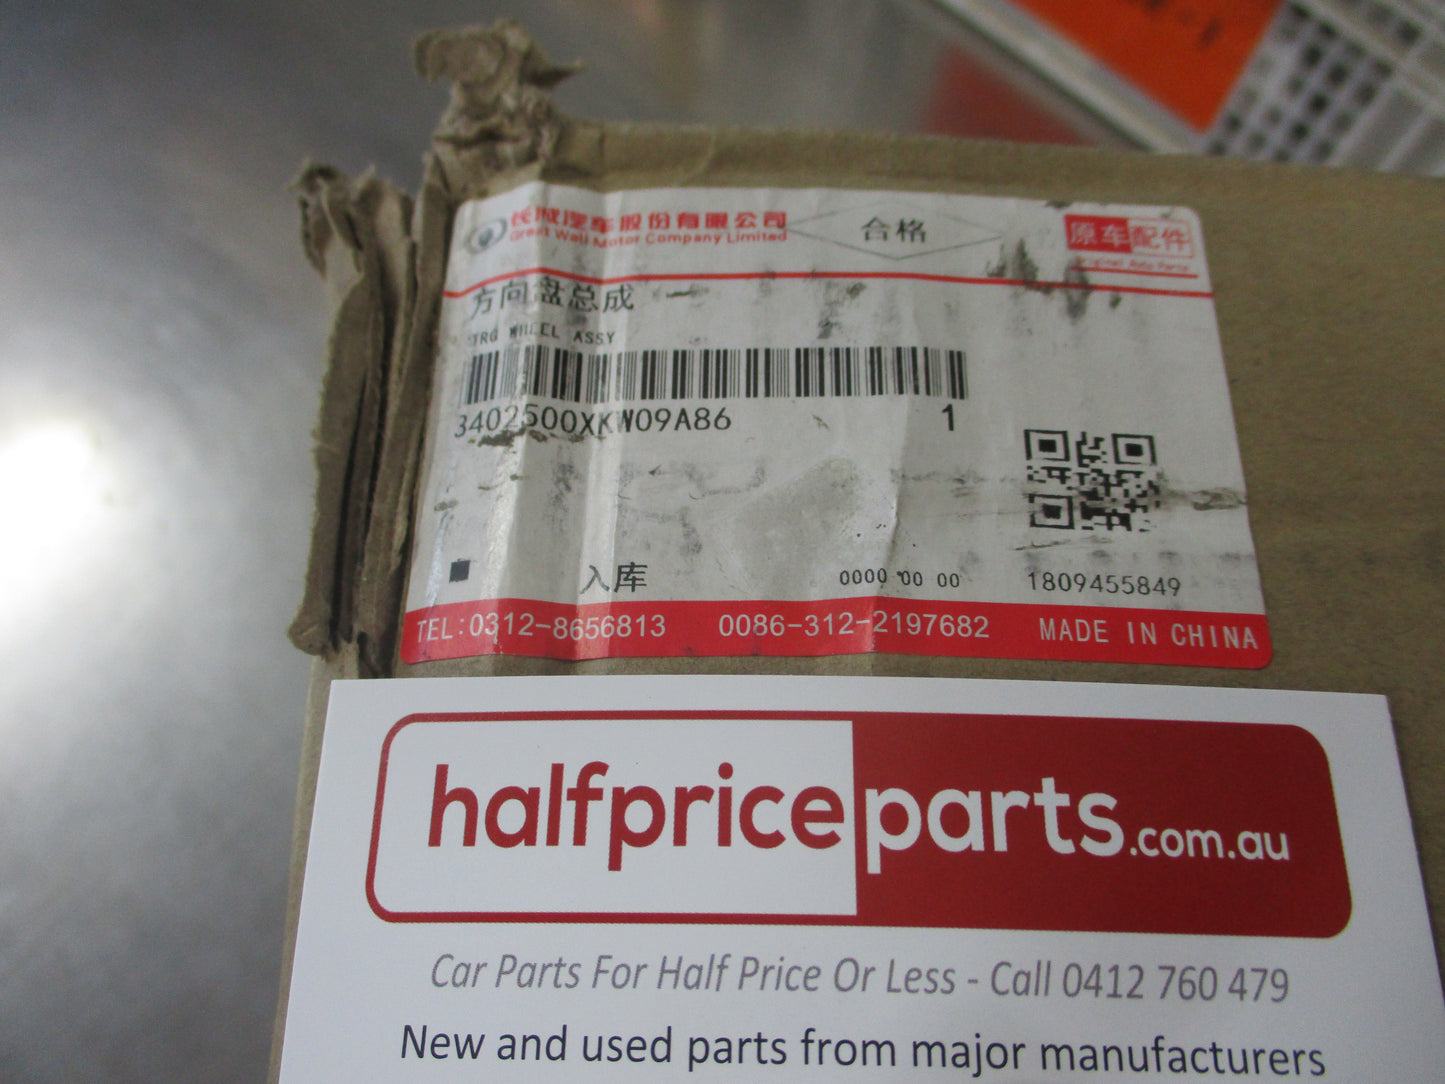 长城汽车股份有限公司
Great Wall Motor Company Limited
合格
原车配件
Original Auto Parts
方向盘总成
STRG WHEEL ASSY
3402500XKW09A86 1
入库 0000 00 00 1809455849
TEL:0312-8656813 0086-312-2197682 MADE IN CHINA
halfpriceparts.com.au
Car Parts For Half Price Or Less - Call 0412 760 479
New and used parts from major manufacturers